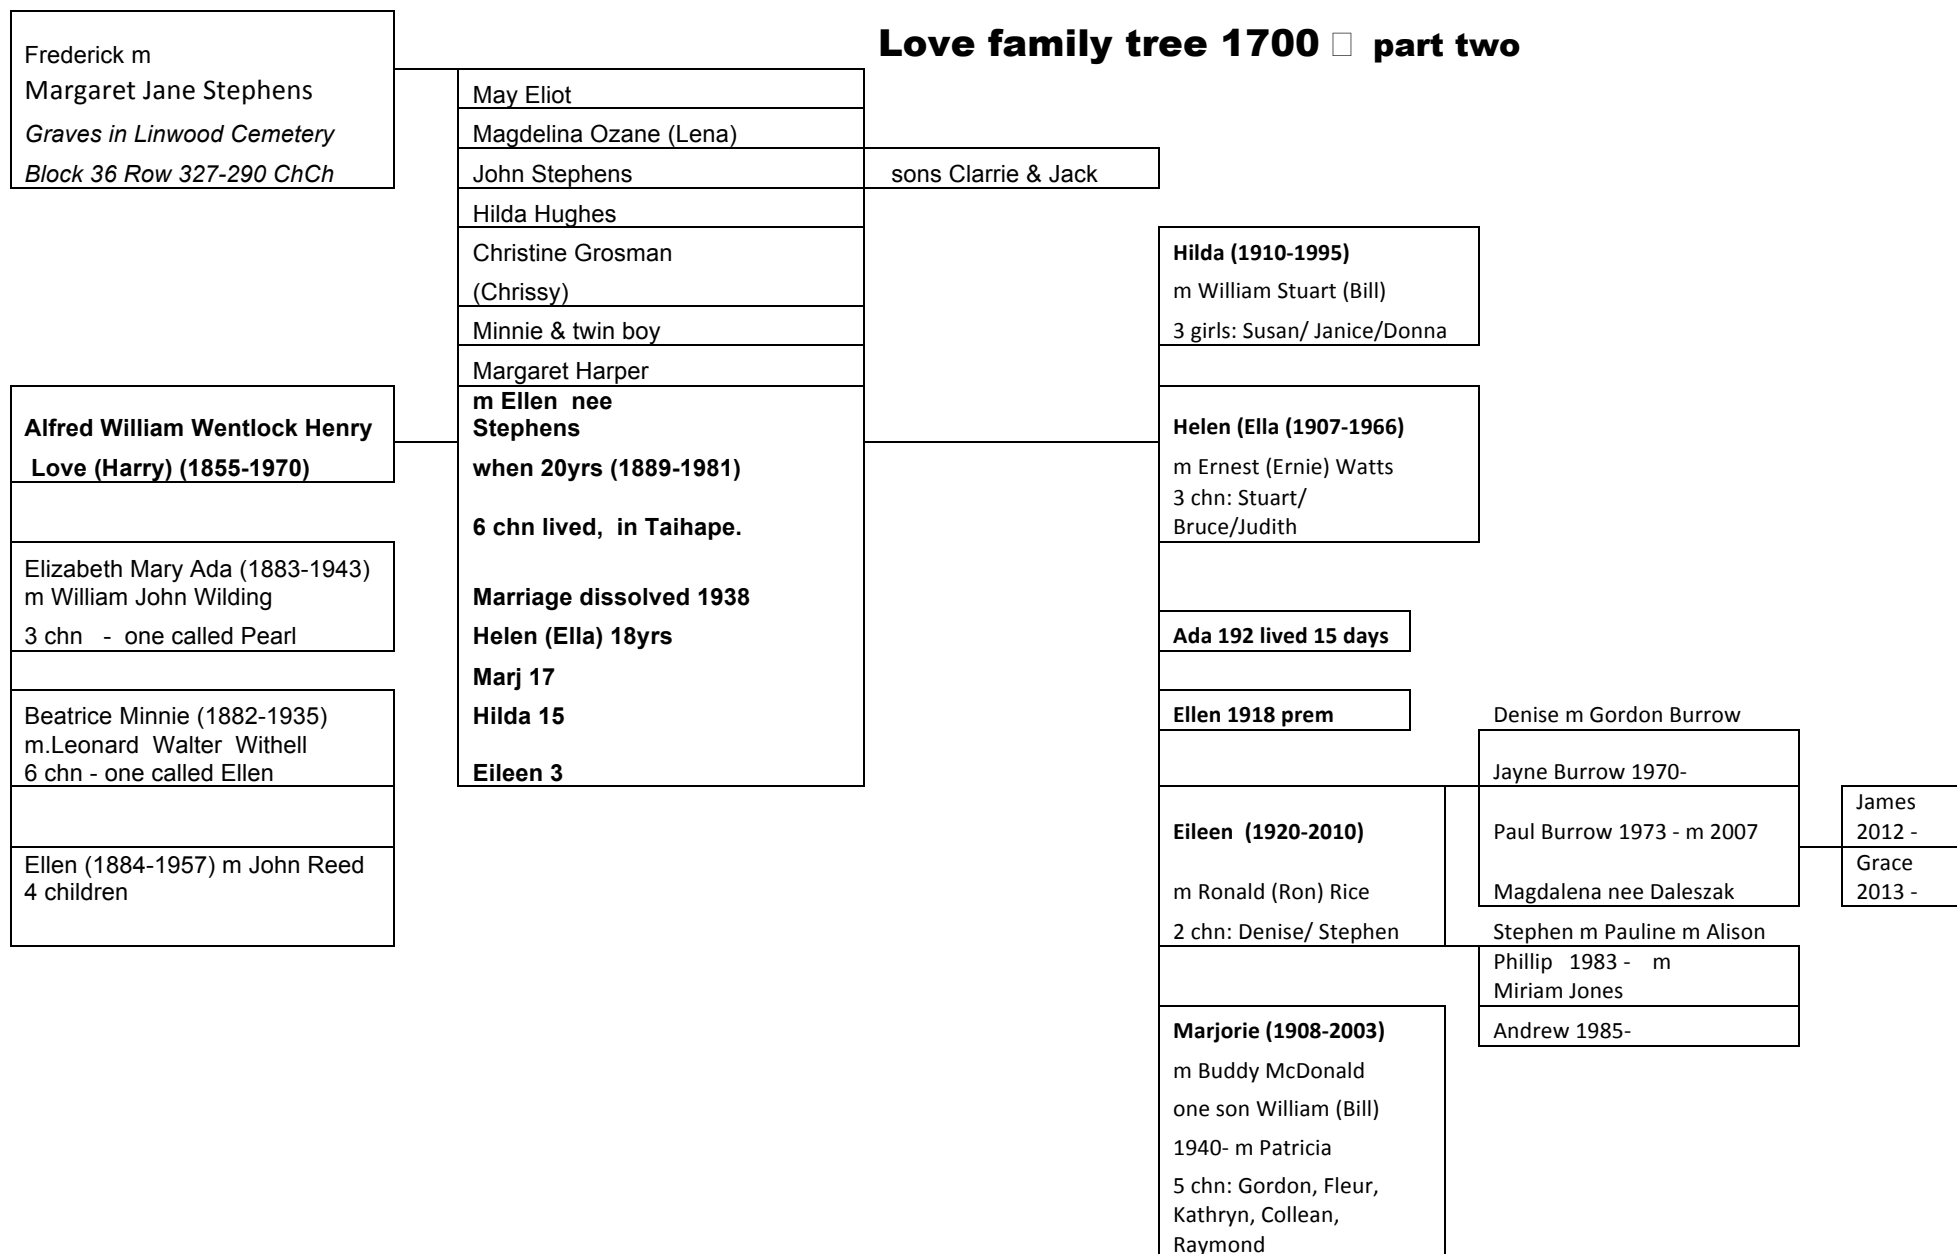 Love family tree 1700 □ part two
Frederick m
Margaret Jane Stephens
Graves in Linwood Cemetery
Block 36 Row 327-290 ChCh
May Eliot
Magdelina Ozane (Lena)
John Stephens
sons Clarrie & Jack
Hilda Hughes
Christine Grosman
(Chrissy)
Minnie & twin boy
Margaret Harper
Alfred William Wentlock Henry
Love (Harry) (1855-1970)
m Ellen nee
Stephens
when 20yrs (1889-1981)
6 chn lived, in Taihape.
Marriage dissolved 1938
Helen (Ella) 18yrs
Marj 17
Hilda 15
Eileen 3
Elizabeth Mary Ada (1883-1943)
m William John Wilding
3 chn - one called Pearl
Beatrice Minnie (1882-1935)
m.Leonard Walter Withell
6 chn - one called Ellen
Ellen (1884-1957) m John Reed
4 children
Hilda (1910-1995)
m William Stuart (Bill)
3 girls: Susan/ Janice/Donna
Helen (Ella (1907-1966)
m Ernest (Ernie) Watts
3 chn: Stuart/
Bruce/Judith
Ada 192 lived 15 days
Ellen 1918 prem
Eileen (1920-2010)
m Ronald (Ron) Rice
2 chn: Denise/ Stephen
Denise m Gordon Burrow
Jayne Burrow 1970-
Paul Burrow 1973 - m 2007
Magdalena nee Daleszak
James
2012 -
Grace
2013 -
Stephen m Pauline m Alison
Phillip 1983 - m
Miriam Jones
Andrew 1985-
Marjorie (1908-2003)
m Buddy McDonald
one son William (Bill)
1940- m Patricia
5 chn: Gordon, Fleur,
Kathryn, Collean,
Raymond